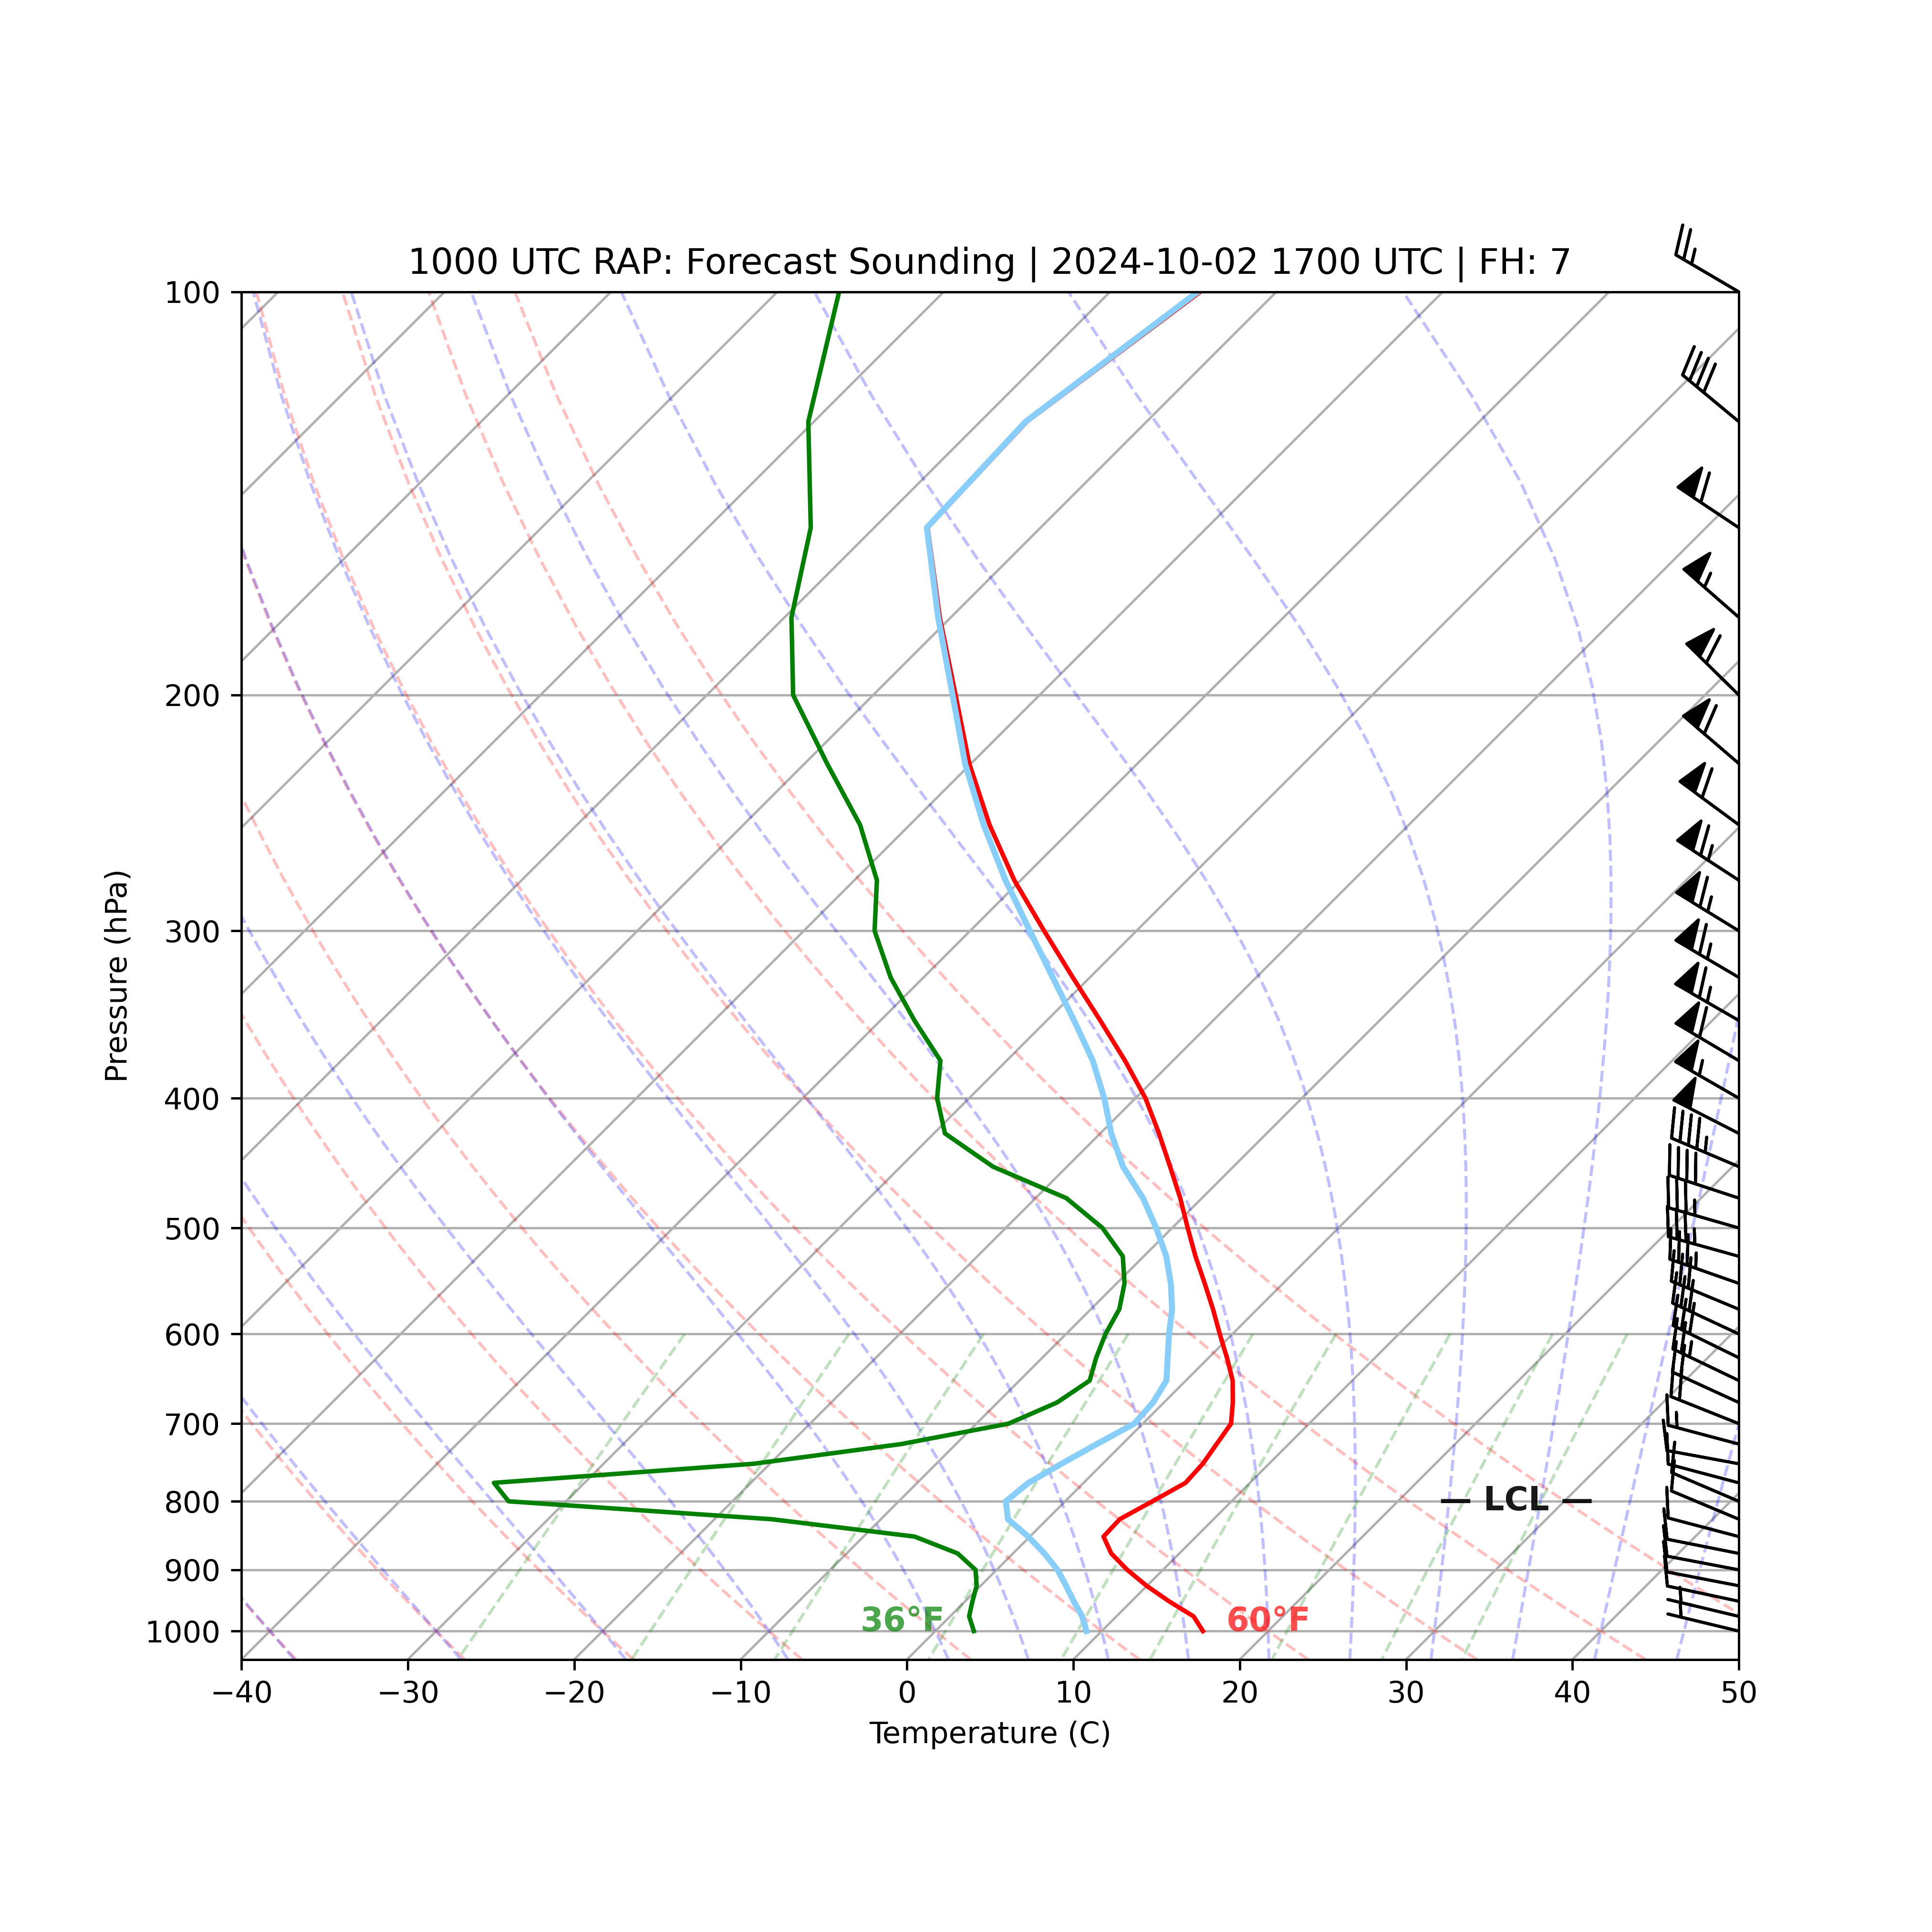 1000 UTC RAP: Forecast Sounding | 2024-10-02 1700 UTC | FH: 7
100
200
300
400
500
600
700
800
900
1000
Pressure (hPa)
— LCL —
36°F
60°F
−40 −30 −20 −10 0 10 20 30 40 50
Temperature (C)